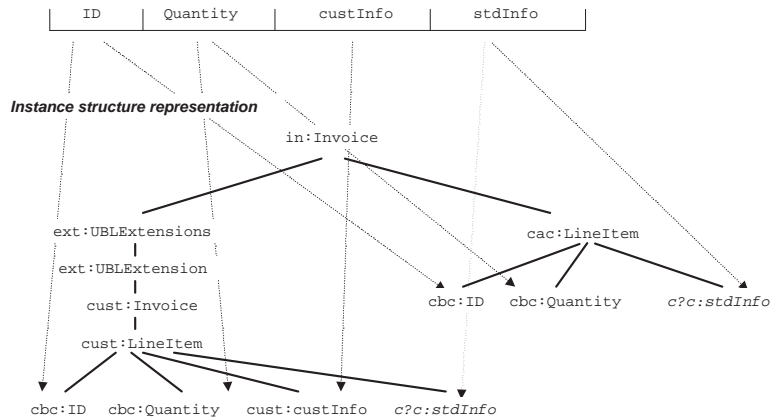 ID Quantity custInfo stdInfo
Instance structure representation
in:Invoice
ext:UBLExtensions cac:LineItem
ext:UBLExtension
cbc:ID cbc:Quantity c?c:stdInfo
cust:Invoice
cust:LineItem
cbc:ID cbc:Quantity cust:custInfo c?c:stdInfo